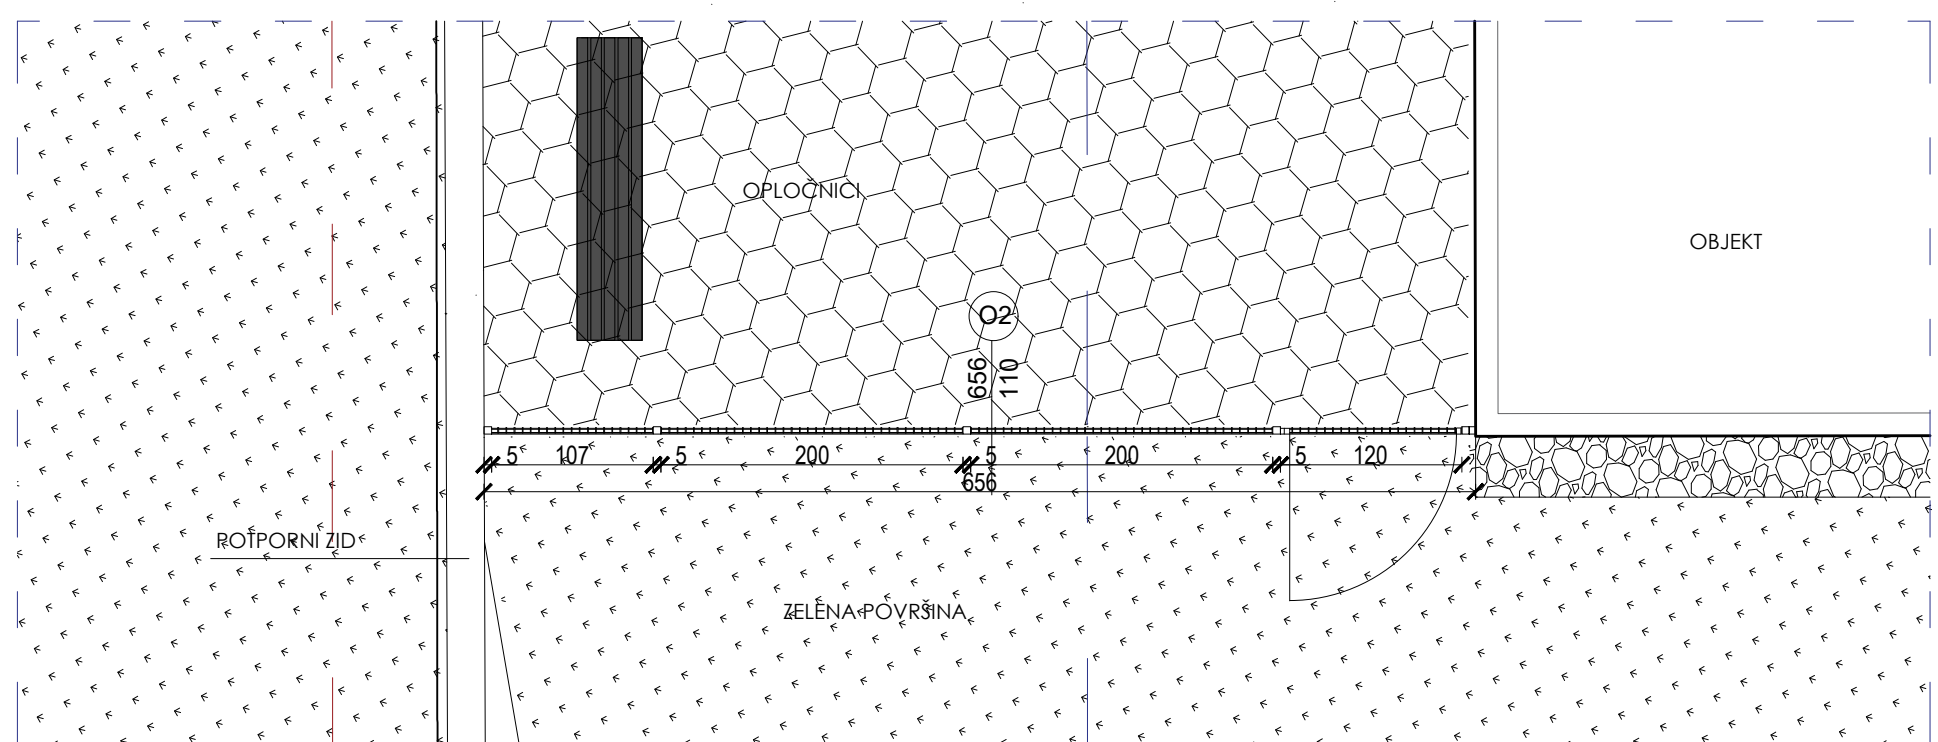 OPLOČNICI
OBJEKT
O2
656
110
5 107 5 200 5 200 5 120
656
POTPORNI ZID
ZELENA POVRŠINA